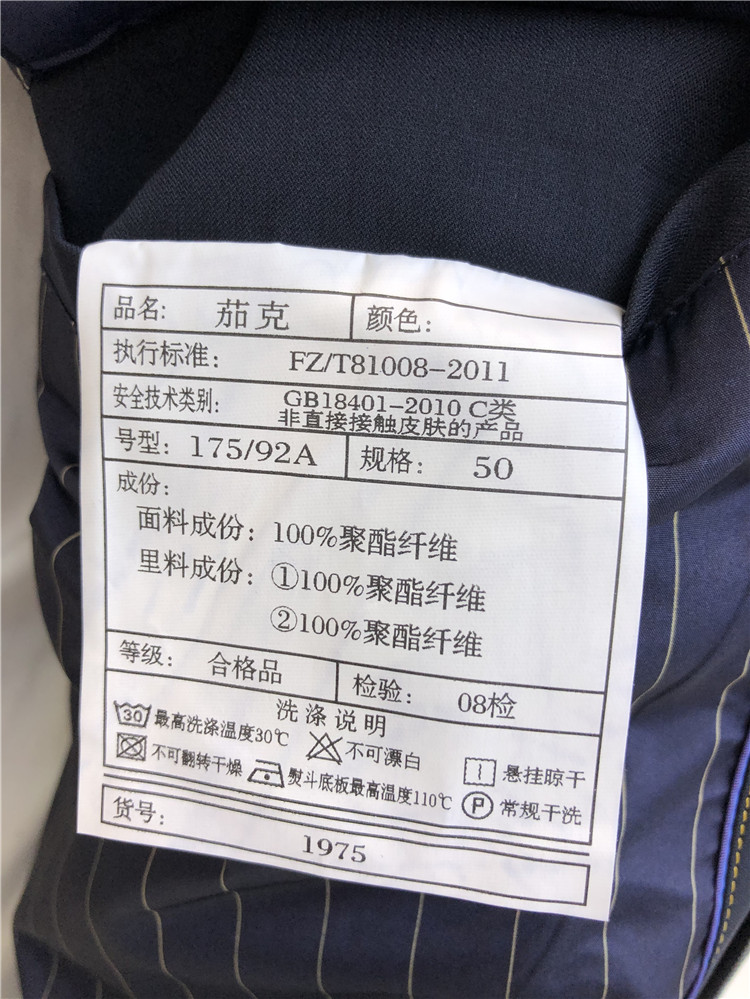 品名: 茄克 颜色:
执行标准: FZ/T81008-2011
安全技术类别: GB18401-2010 C类
非直接接触皮肤的产品
号型: 175/92A 规格: 50
成份:
面料成份: 100%聚酯纤维
里料成份: ①100%聚酯纤维
②100%聚酯纤维
等级: 合格品 检验: 08检
洗涤说明
30 最高洗涤温度30℃ 不可漂白 悬挂晾干
不可翻转干燥 熨斗底板最高温度110℃ P 常规干洗
货号: 1975